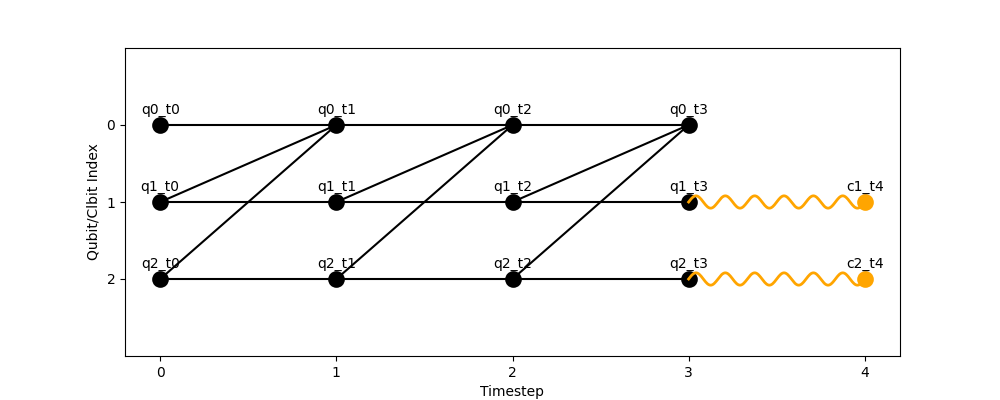 q0_t0 q0_t1 q0_t2 q0_t3
0
q1_t0 q1_t1 q1_t2 q1_t3 c1_t4
1
q2_t0 q2_t1 q2_t2 q2_t3 c2_t4
2
Qubit/Clbit Index
0 1 2 3 4
Timestep